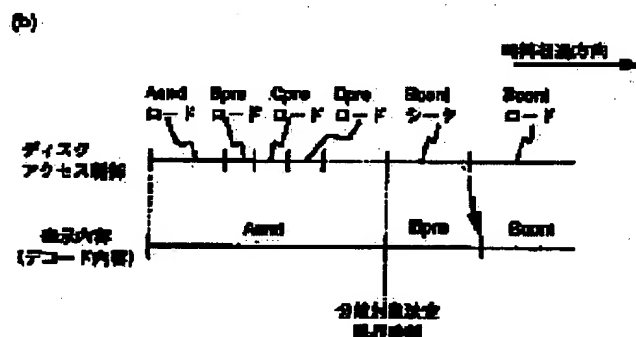 (b)
時間経過方向
Aend Bpre Cpre Dpre Bcont Bcont
ロード ロード ロード ロード シーク ロード
ディスク
アクセス制御
表示内容 Aend Bpre Bcont
(デコード内容)
分岐対象決定